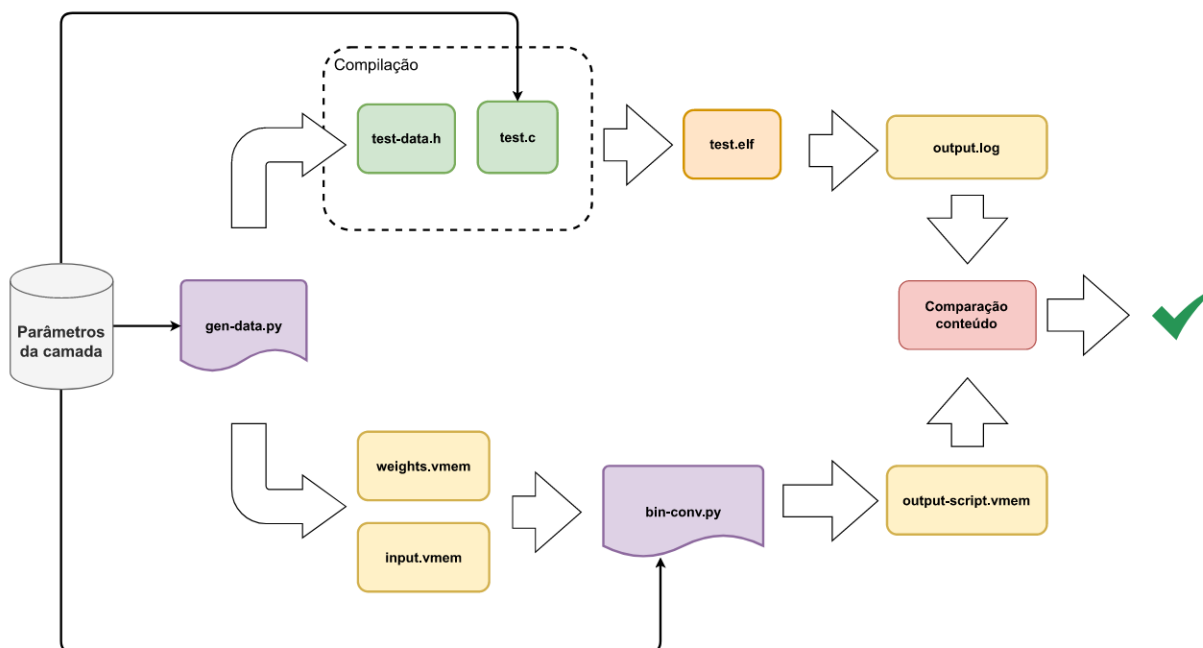 Compilação
test-data.h
test.c
test.elf
output.log
Parâmetros
da camada
gen-data.py
Comparação
conteúdo
weights.vmem
input.vmem
bin-conv.py
output-script.vmem